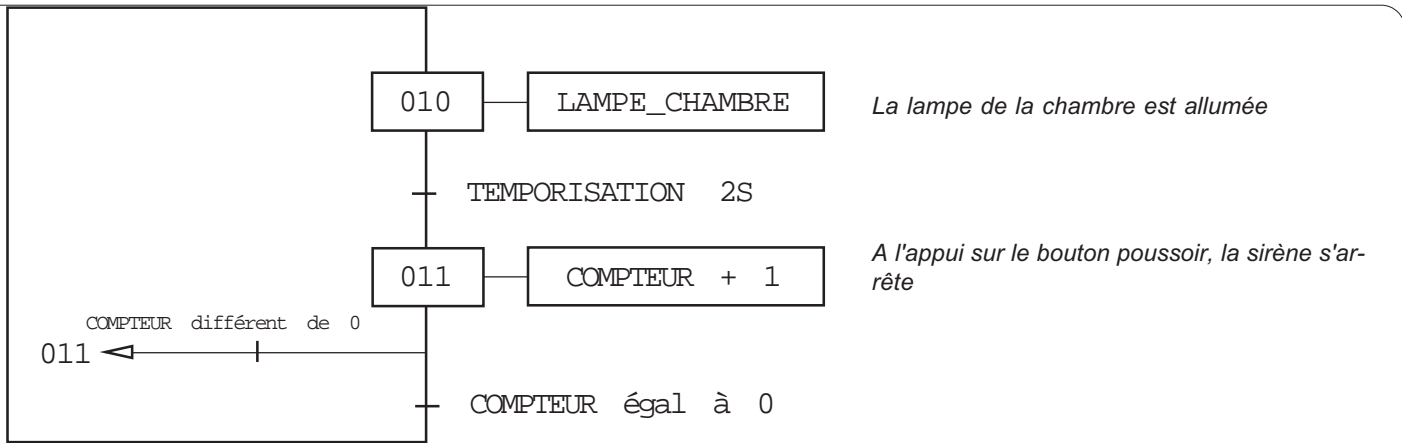 010
LAMPE_CHAMBRE
La lampe de la chambre est allumée
TEMPORISATION 2S
011
COMPTEUR + 1
A l'appui sur le bouton poussoir, la sirène s'ar-
rête
COMPTEUR différent de 0
011
COMPTEUR égal à 0